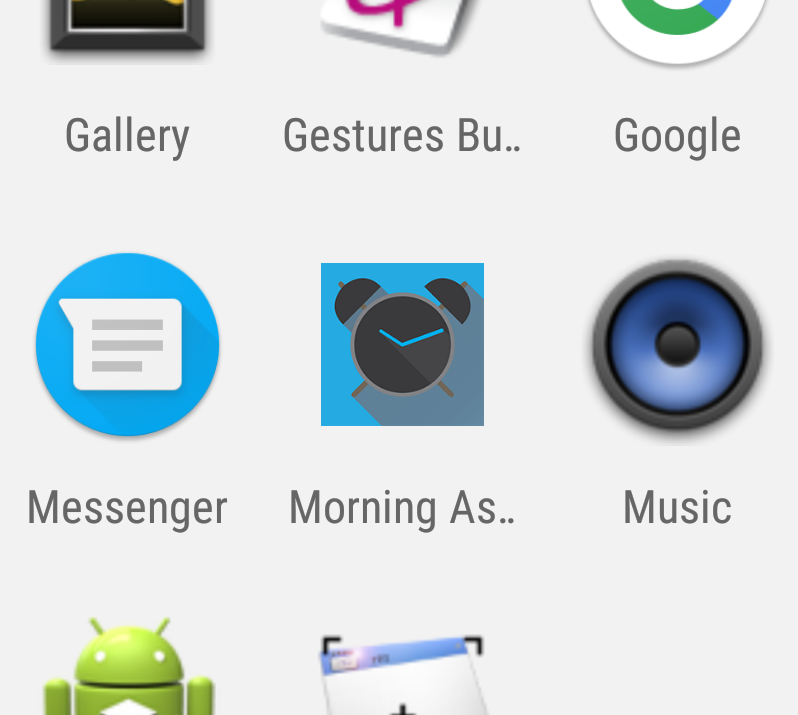 Gallery
Gestures Bu..
Google
Messenger
Morning As..
Music